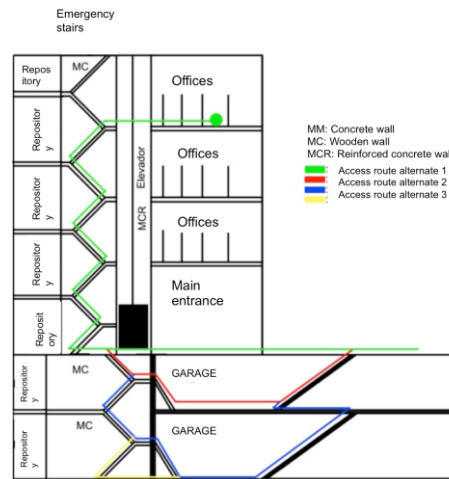 Emergency
stairs
Repos
itory
MC
Offices
Repositor
y
Elevador
MM: Concrete wall
MC: Wooden wall
MCR: Reinforced concrete wal
Access route alternate 1
Access route alternate 2
Access route alternate 3
Offices
Repositor
y
MCR
Offices
Repositor
y
Main
entrance
Reposit
ory
MC
GARAGE
Repositor
y
MC
GARAGE
Repositor
y